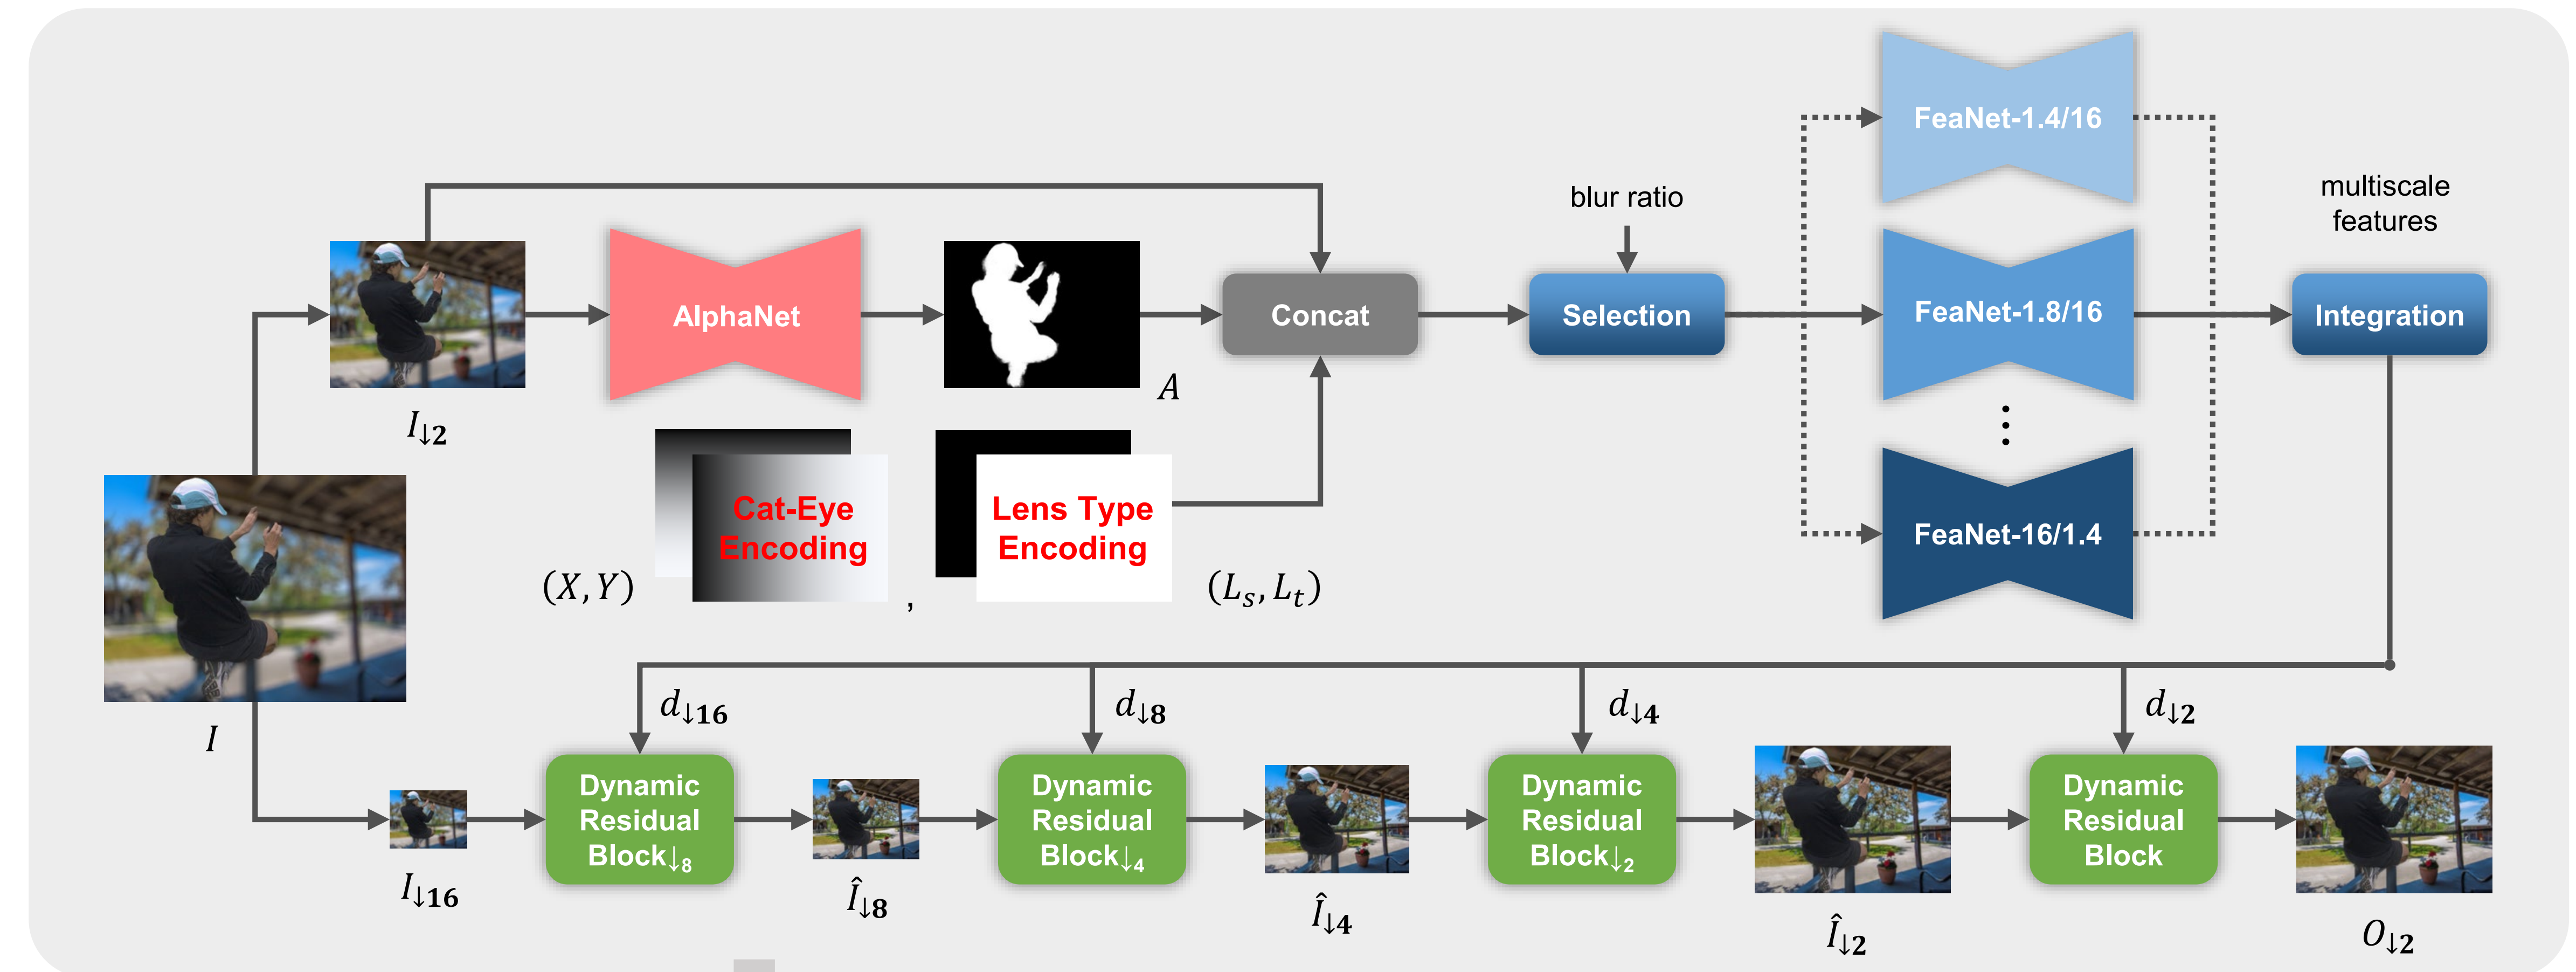 FeaNet-1.4/16
blur ratio
multiscale
features
AlphaNet
A
Concat
Selection
FeaNet-1.8/16
Integration
I↓2
⋮
Cat-Eye
Encoding
(X, Y)
,
Lens Type
Encoding
(Ls, Lt)
FeaNet-16/1.4
I
d↓16
d↓8
d↓4
d↓2
I↓16
Dynamic
Residual
Block↓8
Î↓8
Dynamic
Residual
Block↓4
Î↓4
Dynamic
Residual
Block↓2
Î↓2
Dynamic
Residual
Block
O↓2